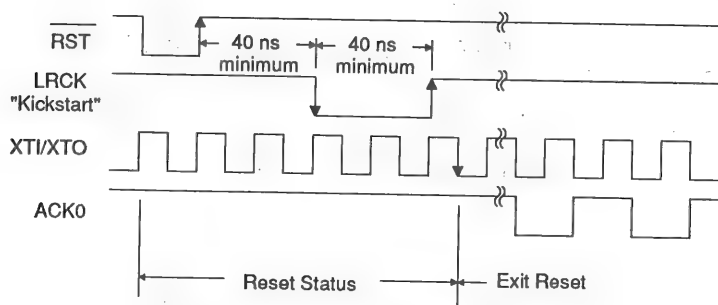 RST
40 ns
minimum
40 ns
minimum
LRCK
"Kickstart"
XTI/XTO
ACK0
Reset Status
Exit Reset